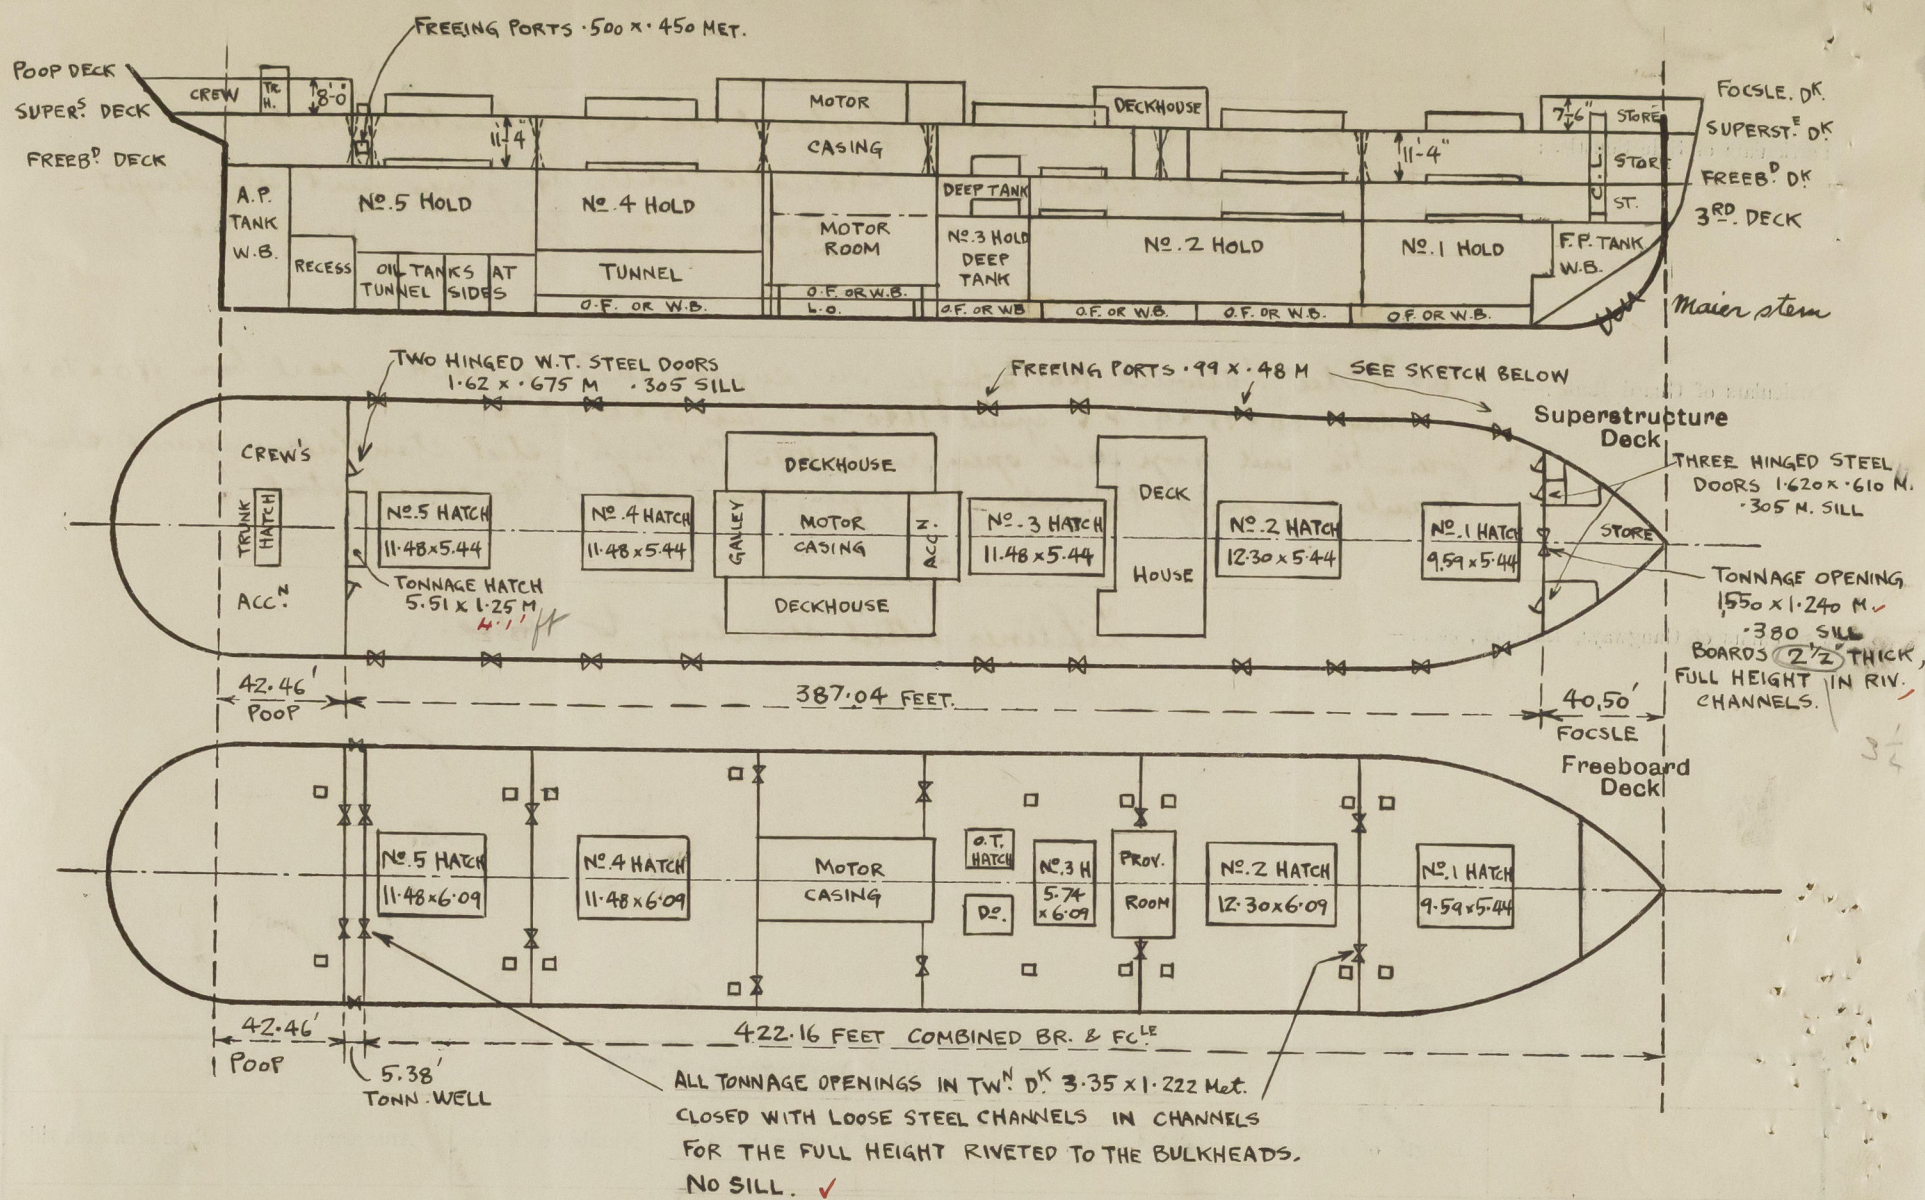 FREEING PORTS ·500 x ·450 MET.
POOP DECK
SUPERS. DECK
FREEBD DECK
CREW
TR.
H.
8'-0"
11'-4"
MOTOR
CASING
DECKHOUSE
11'-4"
7'-6"
STORE
STORE
ST.
C.L.
FOCSLE. DK.
SUPERST.E DK
FREEB.D DK
3RD. DECK
A.P.
TANK
W.B.
No.5 HOLD
RECESS
OIL TANKS AT
TUNNEL SIDES
No.4 HOLD
TUNNEL
O.F. OR W.B.
MOTOR
ROOM
O.F. OR W.B.
L.O.
DEEP TANK
No.3 HOLD
DEEP
TANK
O.F. OR WB
No.2 HOLD
O.F. OR W.B.
O.F. OR W.B.
No.1 HOLD
O.F. OR W.B.
F.P. TANK
W.B.
Maier stem
TWO HINGED W.T. STEEL DOORS
1·62 x ·675 M ·305 SILL
FREEING PORTS ·99 x ·48 M
SEE SKETCH BELOW
Superstructure
Deck
THREE HINGED STEEL
DOORS 1·620 x ·610 M.
·305 M. SILL
CREW'S
TRUNK
HATCH
ACCN.
No.5 HATCH
11·48 x 5·44
No.4 HATCH
11·48 x 5·44
DECKHOUSE
GALLEY
MOTOR
CASING
ACCN.
DECKHOUSE
No.3 HATCH
11·48 x 5·44
DECK
HOUSE
No.2 HATCH
12·30 x 5·44
No.1 HATCH
9.59 x 5·44
STORE
TONNAGE HATCH
5.51 x 1·25 M
4.1' ft
TONNAGE OPENING
1,550 x 1·240 M.
·380 SILL
BOARDS 2½" THICK,
FULL HEIGHT IN RIV.
CHANNELS.
42·46'
POOP
387·04 FEET.
40,50'
FOCSLE
Freeboard
Deck
No.5 HATCH
11·48 x 6·09
No.4 HATCH
11·48 x 6·09
MOTOR
CASING
O.T.
HATCH
Do.
No.3 H
5.74
x 6·09
PROV.
ROOM
No.2 HATCH
12·30 x 6·09
No.1 HATCH
9·59 x 5·44
42·46'
POOP
5.38'
TONN. WELL
422·16 FEET COMBINED BR. & FCLE
ALL TONNAGE OPENINGS IN TWN. DK. 3·35 x 1·222 Met.
CLOSED WITH LOOSE STEEL CHANNELS IN CHANNELS
FOR THE FULL HEIGHT RIVETED TO THE BULKHEADS.
NO SILL.